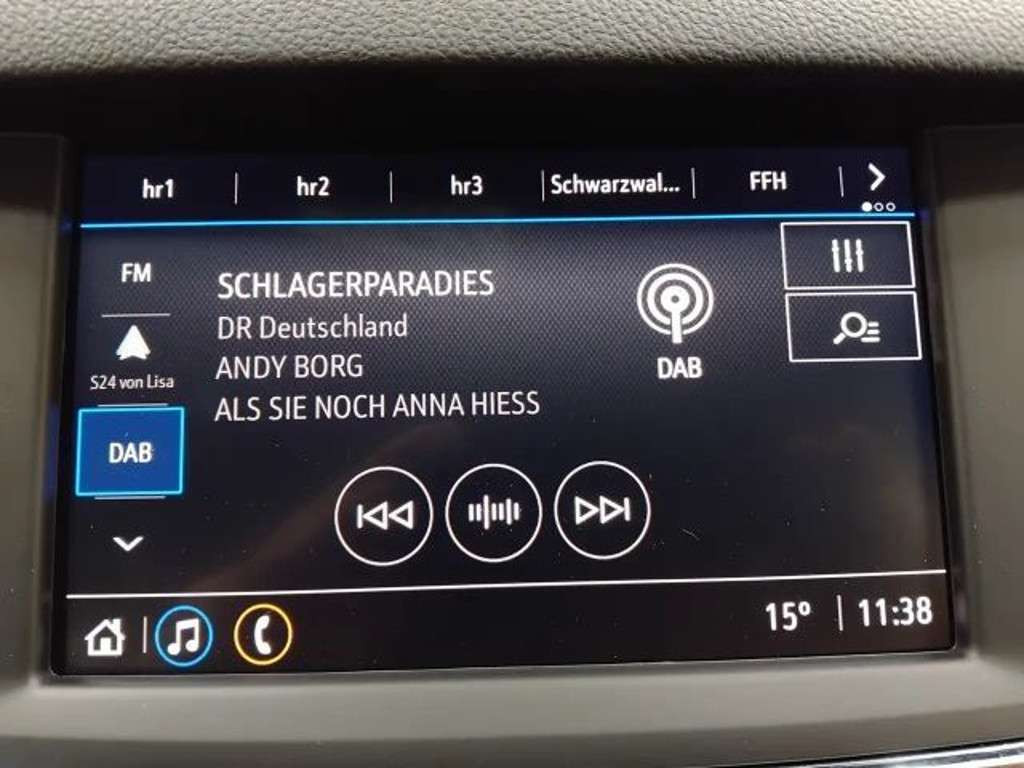 hr1 hr2 hr3 Schwarzwal... FFH
FM
SCHLAGERPARADIES
DR Deutschland
ANDY BORG
ALS SIE NOCH ANNA HIESS
DAB
S24 von Lisa
DAB
15° 11:38